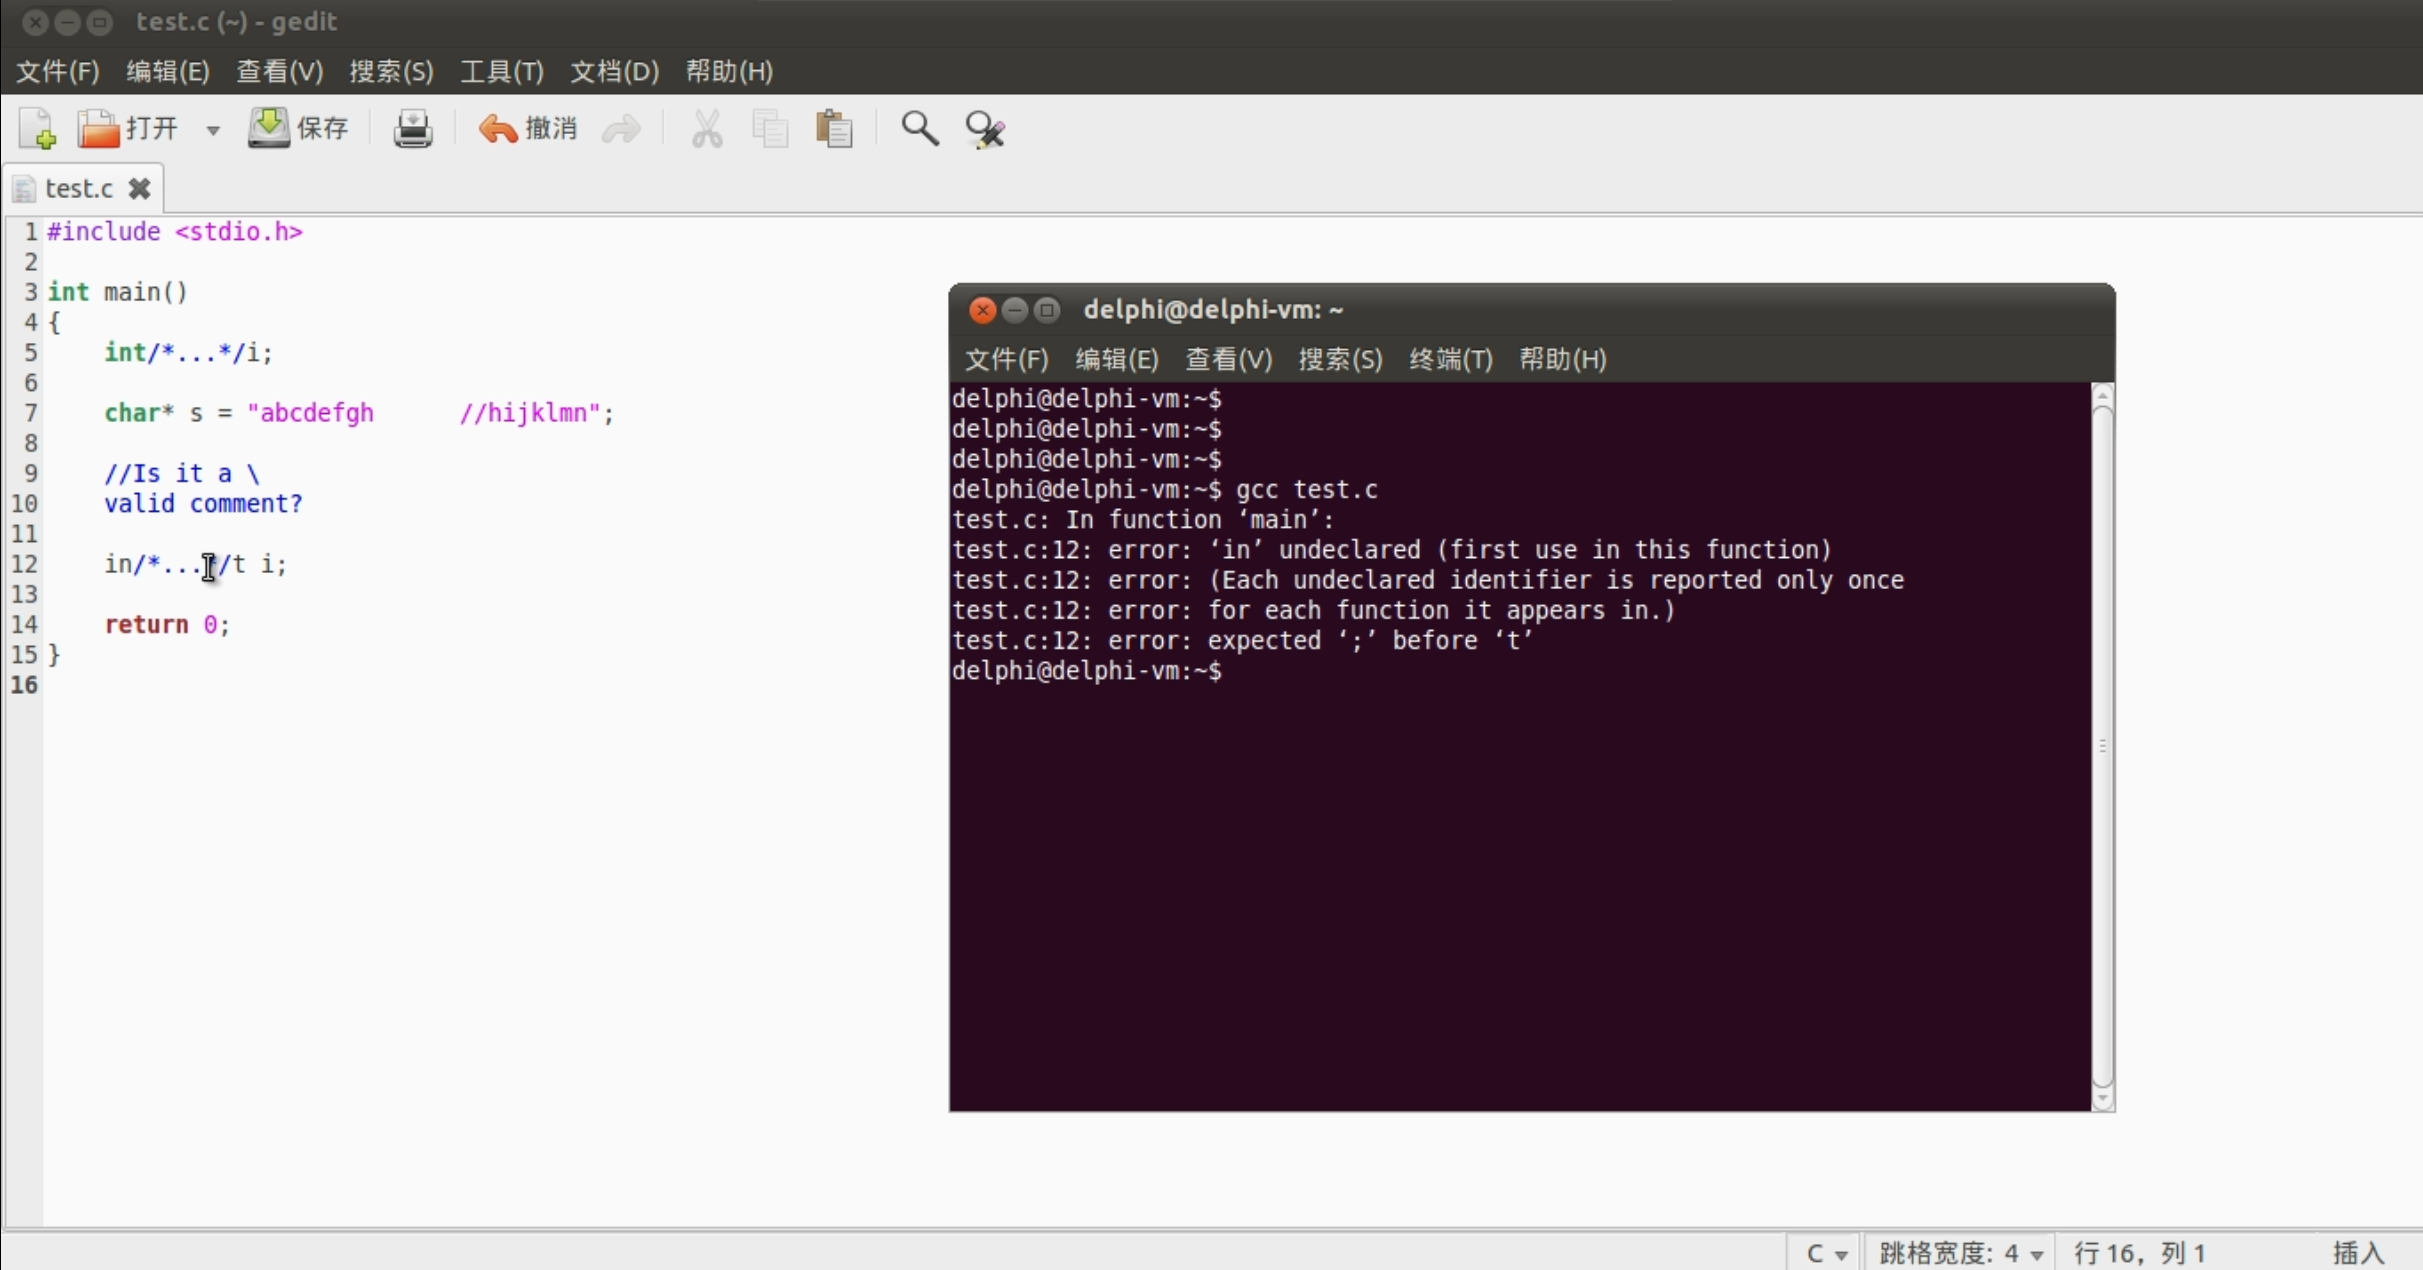 test.c (~) - gedit
文件(F) 编辑(E) 查看(V) 搜索(S) 工具(T) 文档(D) 帮助(H)
打开 保存 撤消
test.c
1 #include <stdio.h>
2
3 int main()
4 {
5     int/*...*/i;
6
7     char* s = "abcdefgh      //hijklmn";
8
9     //Is it a \
10     valid comment?
11
12     in/*...*/t i;
13
14     return 0;
15 }
16
delphi@delphi-vm: ~
文件(F) 编辑(E) 查看(V) 搜索(S) 终端(T) 帮助(H)
delphi@delphi-vm:~$
delphi@delphi-vm:~$
delphi@delphi-vm:~$
delphi@delphi-vm:~$ gcc test.c
test.c: In function ‘main’:
test.c:12: error: ‘in’ undeclared (first use in this function)
test.c:12: error: (Each undeclared identifier is reported only once
test.c:12: error: for each function it appears in.)
test.c:12: error: expected ‘;’ before ‘t’
delphi@delphi-vm:~$
C 跳格宽度: 4 行 16，列 1 插入